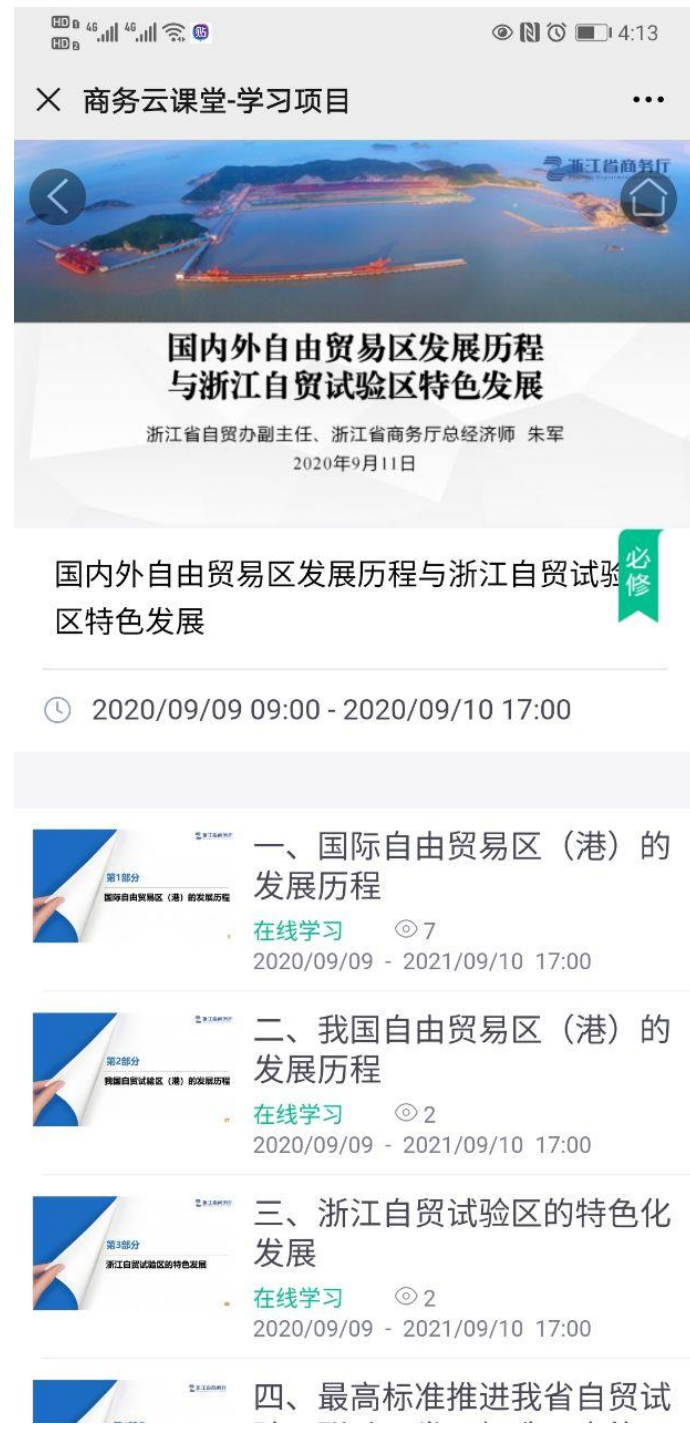 4:13
商务云课堂-学习项目
浙江省商务厅
国内外自由贸易区发展历程
与浙江自贸试验区特色发展
浙江省自贸办副主任、浙江省商务厅总经济师 朱军
2020年9月11日
国内外自由贸易区发展历程与浙江自贸试验
区特色发展
必修
2020/09/09 09:00 - 2020/09/10 17:00
第1部分
国际自由贸易区（港）的发展历程
一、国际自由贸易区（港）的
发展历程
在线学习 7
2020/09/09 - 2021/09/10 17:00
第2部分
我国自贸试验区（港）的发展历程
二、我国自由贸易区（港）的
发展历程
在线学习 2
2020/09/09 - 2021/09/10 17:00
第3部分
浙江自贸试验区的特色发展
三、浙江自贸试验区的特色化
发展
在线学习 2
2020/09/09 - 2021/09/10 17:00
四、最高标准推进我省自贸试